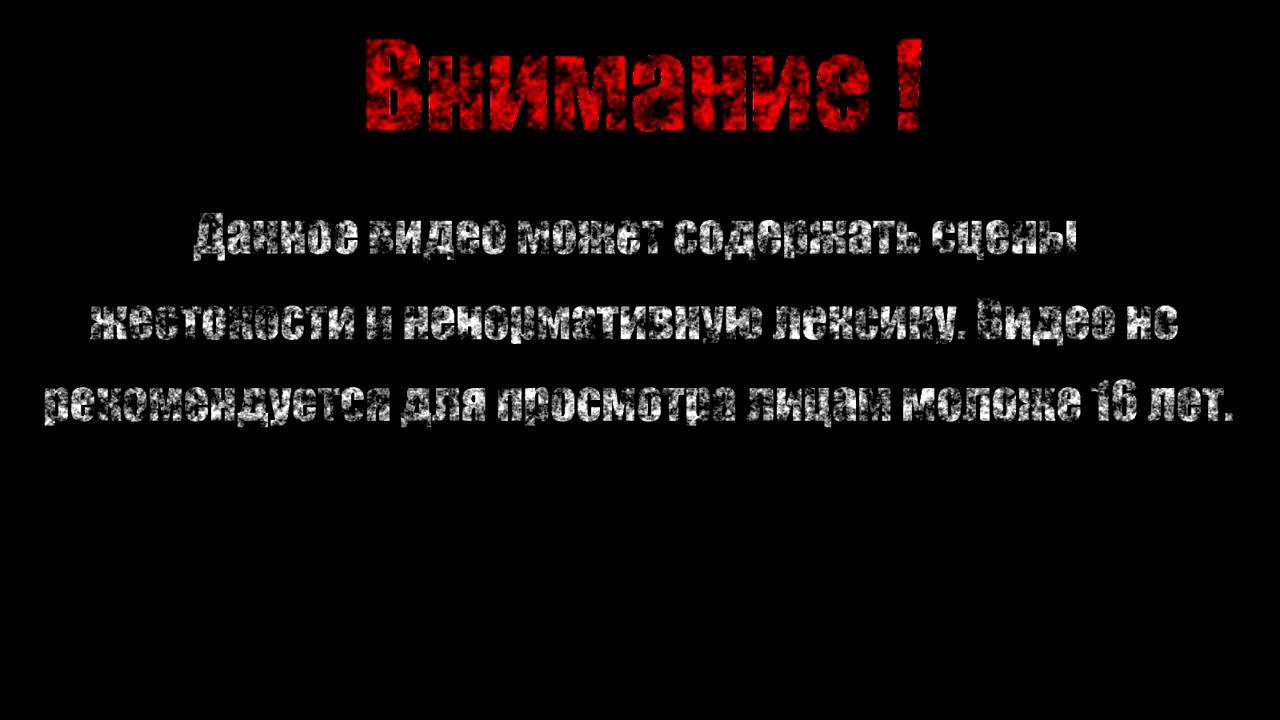 Внимание !
Данное видео может содержать сцены
жестокости и ненормативную лексику. Видео не
рекомендуется для просмотра лицам моложе 16 лет.